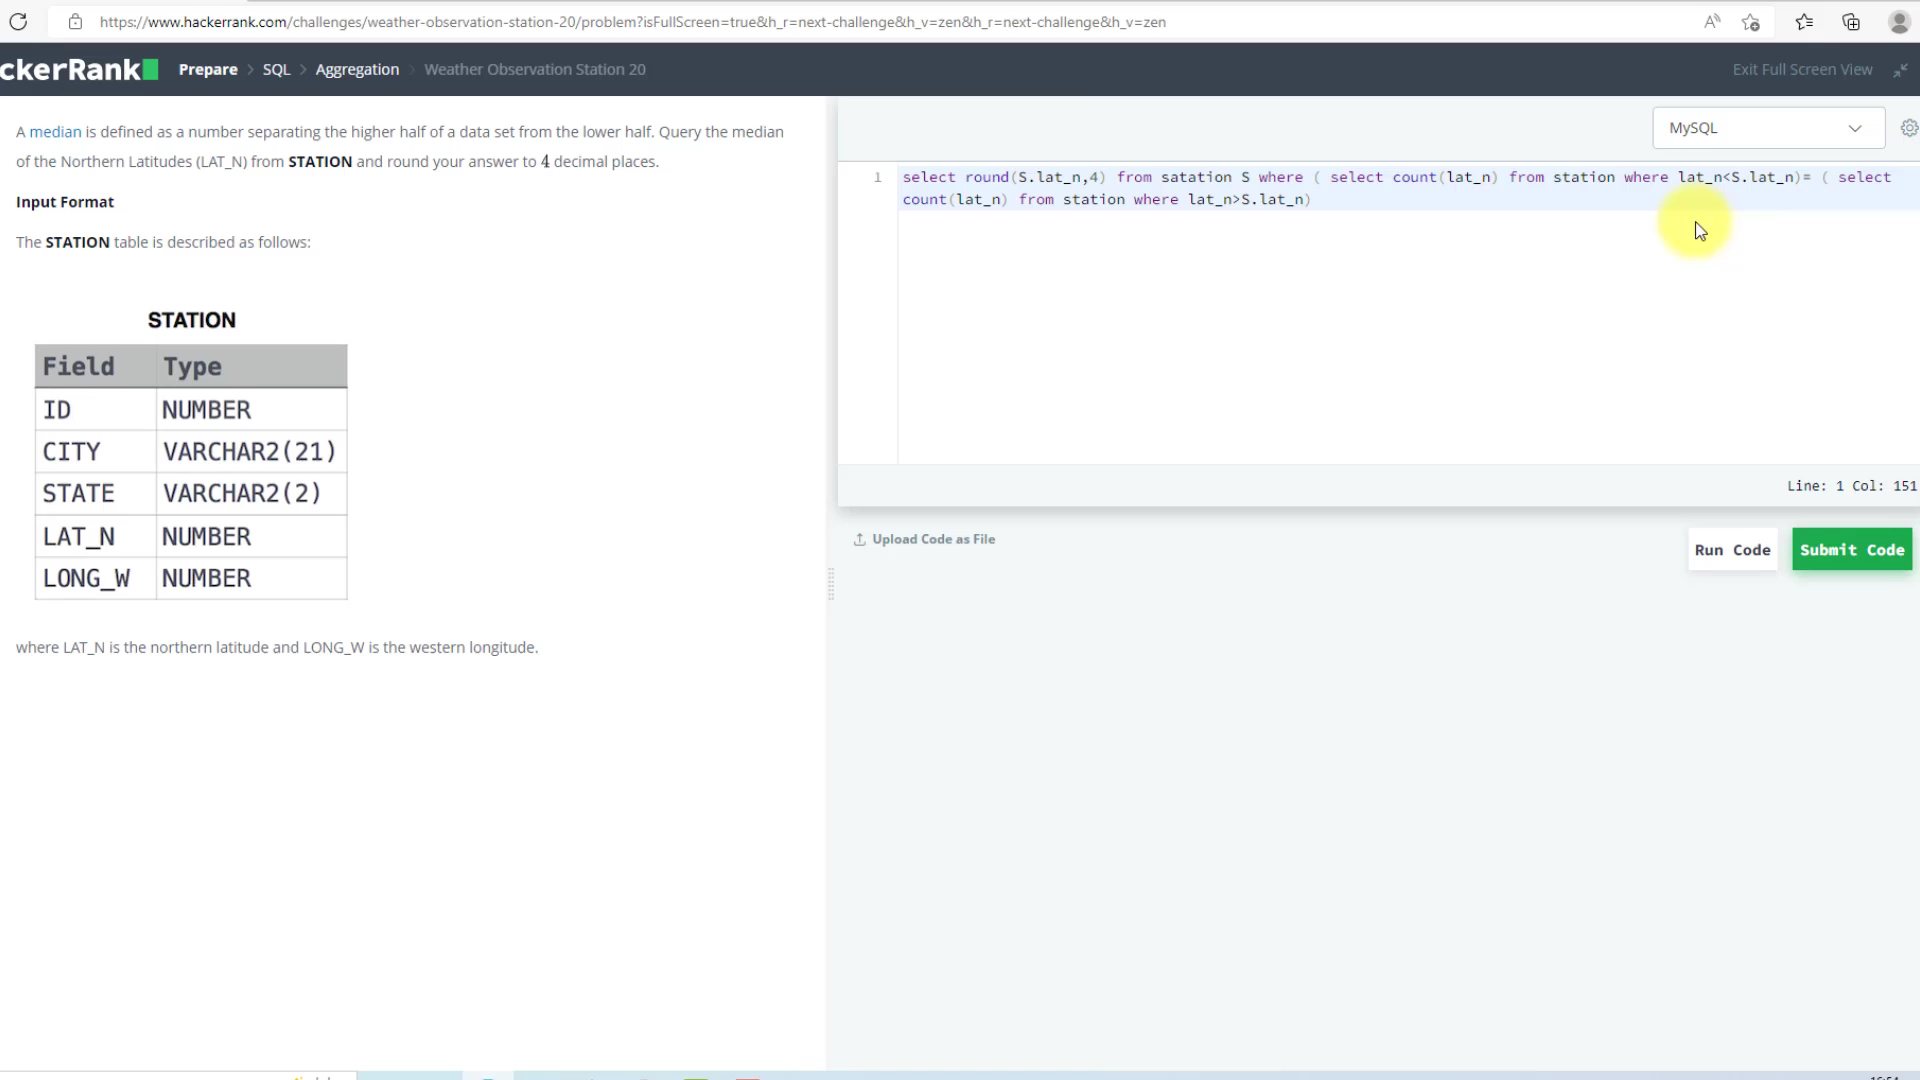 https://www.hackerrank.com/challenges/weather-observation-station-20/problem?isFullScreen=true&h_r=next-challenge&h_v=zen&h_r=next-challenge&h_v=zen
ckerRank Prepare > SQL > Aggregation > Weather Observation Station 20 Exit Full Screen View
A median is defined as a number separating the higher half of a data set from the lower half. Query the median
of the Northern Latitudes (LAT_N) from STATION and round your answer to 4 decimal places.
Input Format
The STATION table is described as follows:
STATION
Field Type
ID NUMBER
CITY VARCHAR2(21)
STATE VARCHAR2(2)
LAT_N NUMBER
LONG_W NUMBER
where LAT_N is the northern latitude and LONG_W is the western longitude.
MySQL
1 select round(S.lat_n,4) from satation S where ( select count(lat_n) from station where lat_n<S.lat_n)= ( select
count(lat_n) from station where lat_n>S.lat_n)
Line: 1 Col: 151
Upload Code as File
Run Code Submit Code